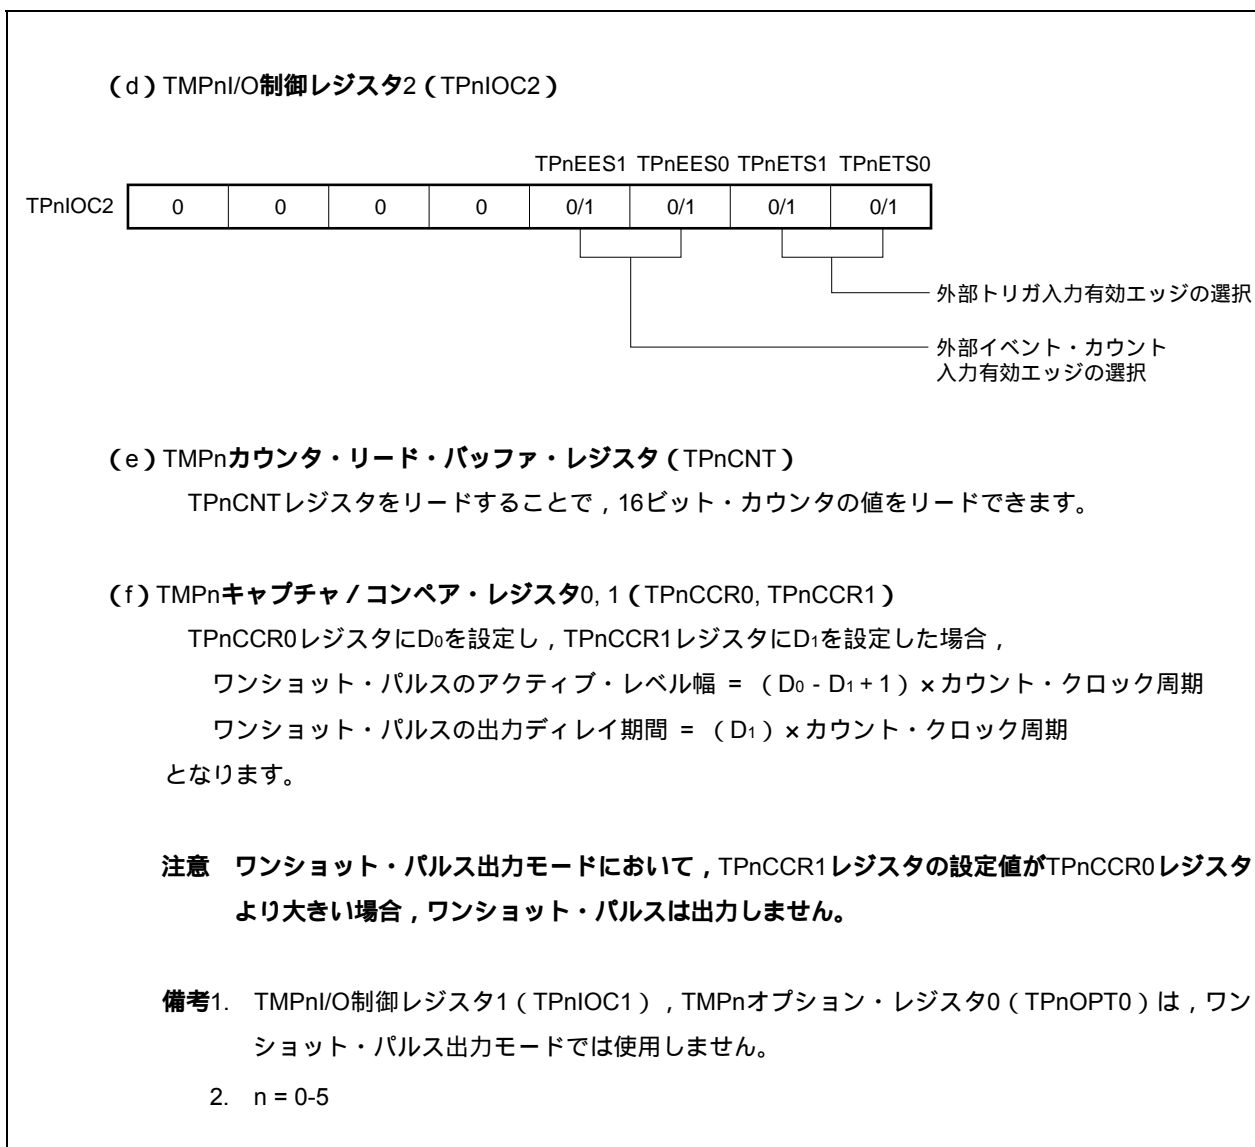 （d）TMPnI/O制御レジスタ2（TPnIOC2）
TPnEES1 TPnEES0 TPnETS1 TPnETS0
TPnIOC2 0 0 0 0 0/1 0/1 0/1 0/1
外部トリガ入力有効エッジの選択
外部イベント・カウント
入力有効エッジの選択
（e）TMPnカウンタ・リード・バッファ・レジスタ（TPnCNT）
TPnCNTレジスタをリードすることで，16ビット・カウンタの値をリードできます。
（f）TMPnキャプチャ／コンペア・レジスタ0, 1（TPnCCR0, TPnCCR1）
TPnCCR0レジスタにD0を設定し，TPnCCR1レジスタにD1を設定した場合，
ワンショット・パルスのアクティブ・レベル幅 = （D0 - D1 + 1）×カウント・クロック周期
ワンショット・パルスの出力ディレイ期間 = （D1）×カウント・クロック周期
となります。
注意 ワンショット・パルス出力モードにおいて，TPnCCR1レジスタの設定値がTPnCCR0レジスタ
より大きい場合，ワンショット・パルスは出力しません。
備考1. TMPnI/O制御レジスタ1（TPnIOC1），TMPnオプション・レジスタ0（TPnOPT0）は，ワン
ショット・パルス出力モードでは使用しません。
2. n = 0-5